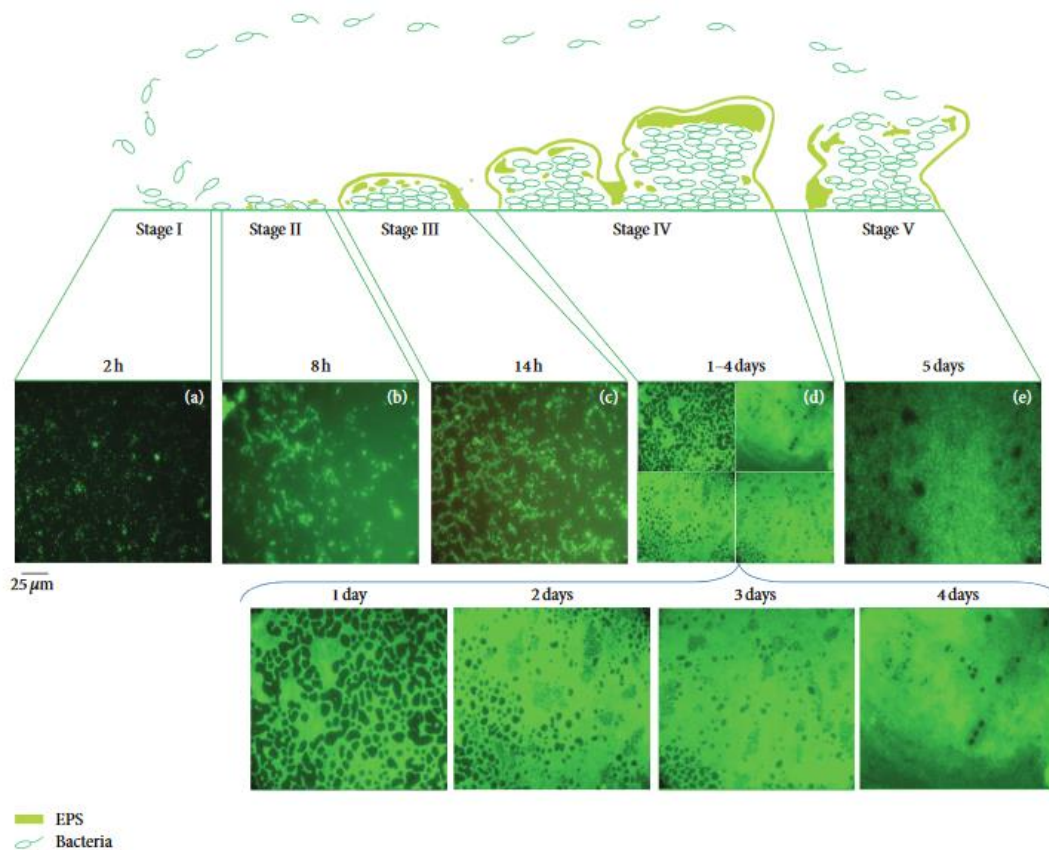 Stage I Stage II Stage III Stage IV Stage V
2 h 8 h 14 h 1–4 days 5 days
(a) (b) (c) (d) (e)
25 µm
1 day 2 days 3 days 4 days
EPS
Bacteria